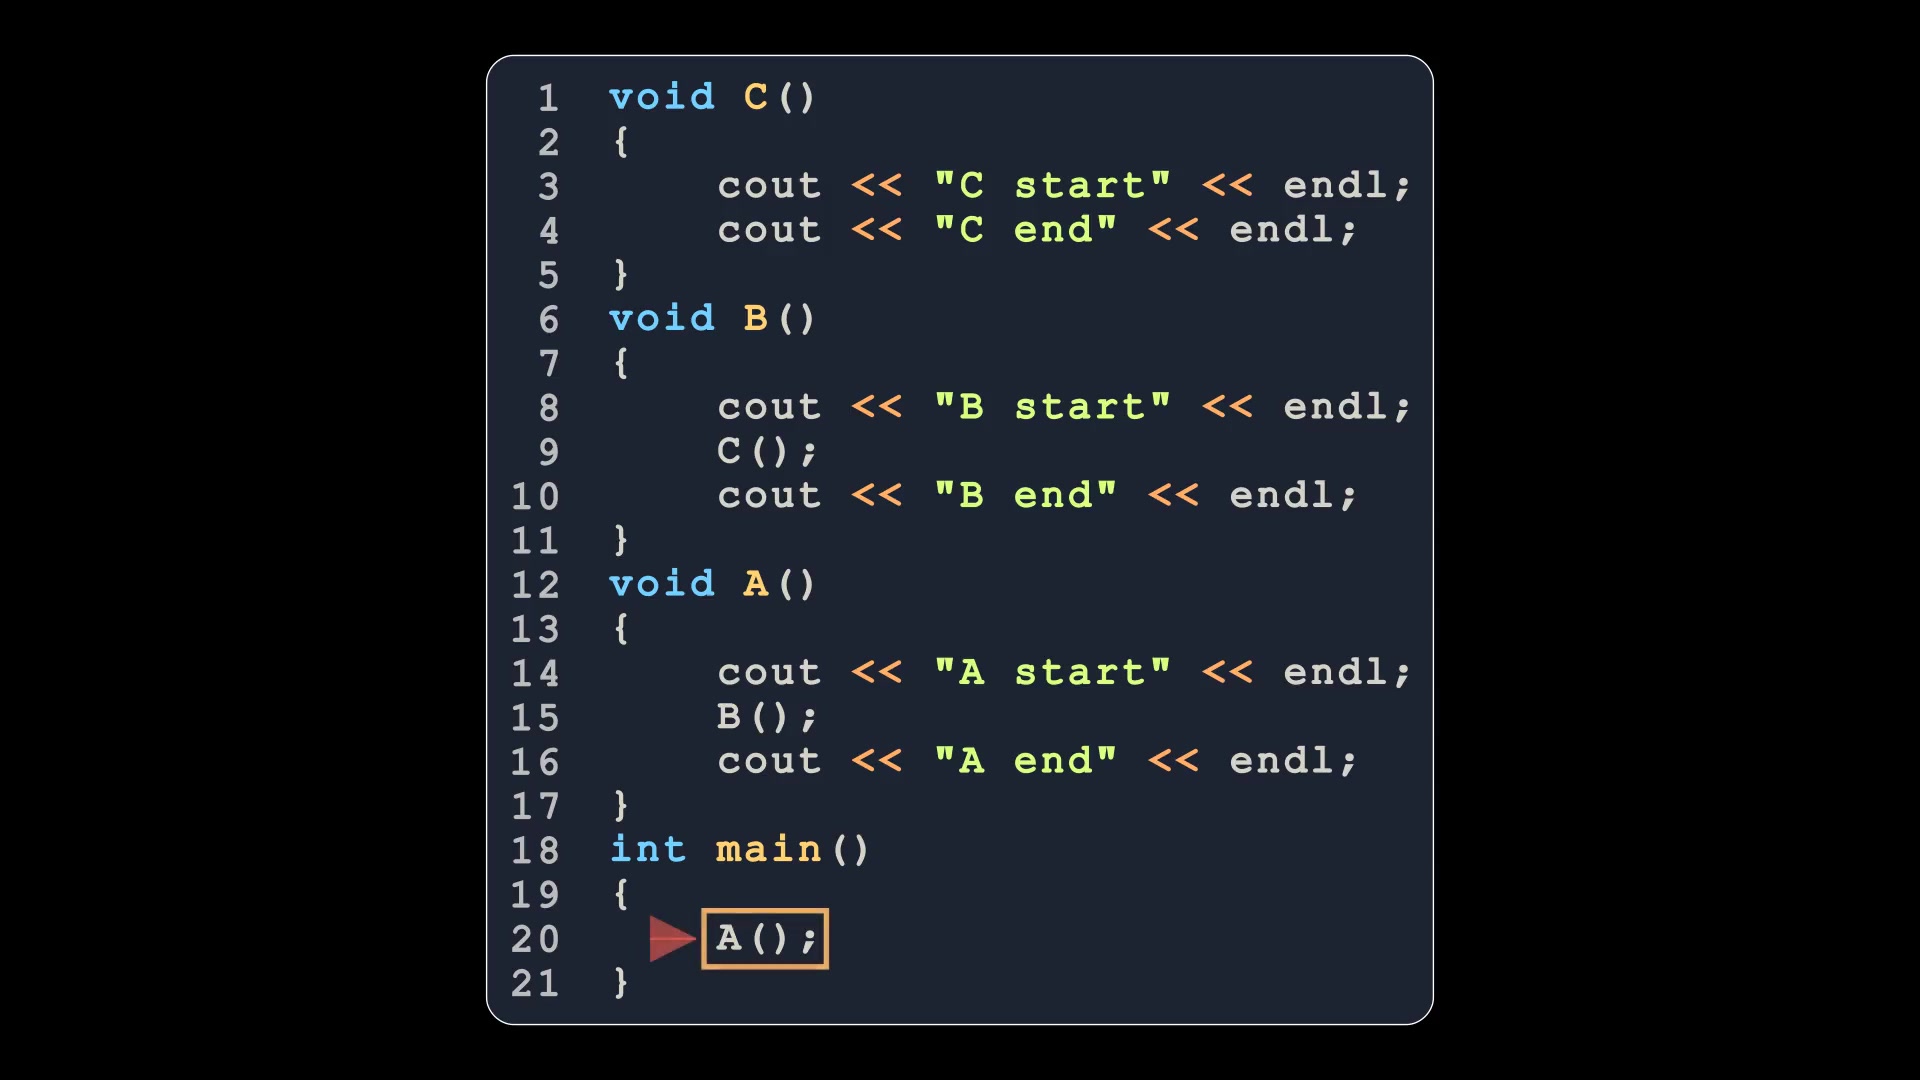 1 void C()
2 {
3     cout << "C start" << endl;
4     cout << "C end" << endl;
5 }
6 void B()
7 {
8     cout << "B start" << endl;
9     C();
10     cout << "B end" << endl;
11 }
12 void A()
13 {
14     cout << "A start" << endl;
15     B();
16     cout << "A end" << endl;
17 }
18 int main()
19 {
20     A();
21 }